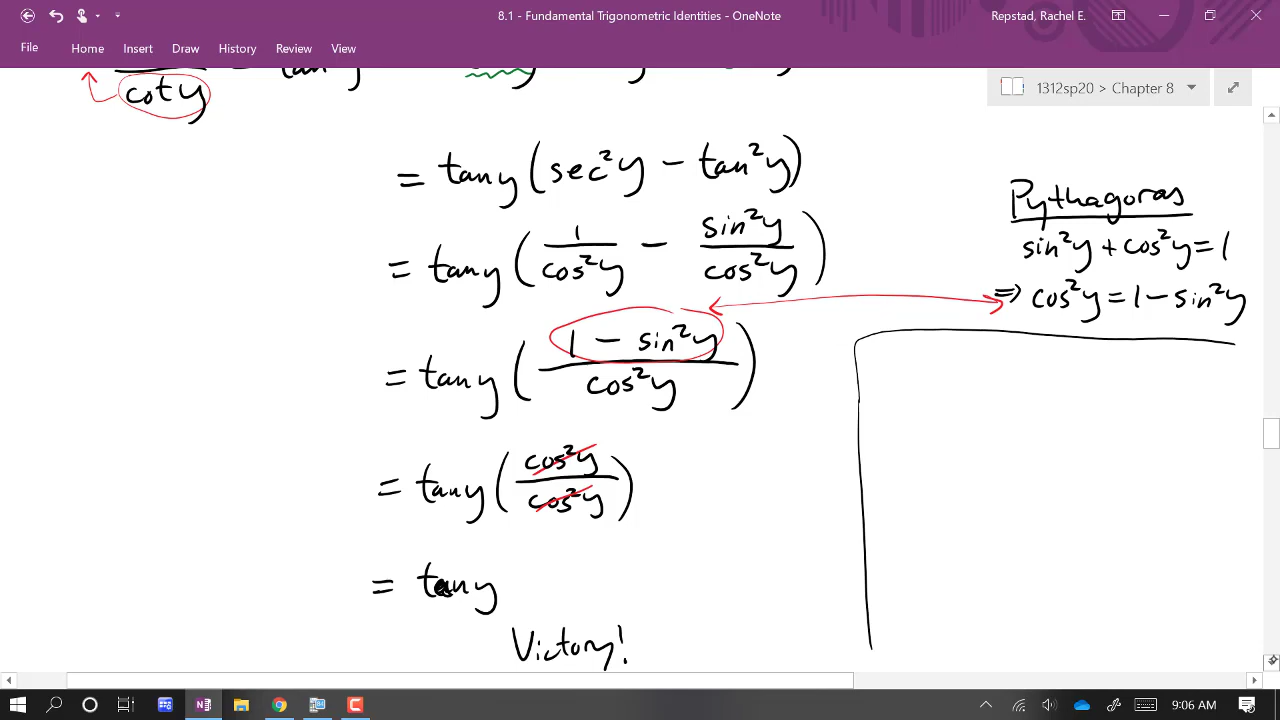 8.1 - Fundamental Trigonometric Identities - OneNote
Repstad, Rachel E.
File Home Insert Draw History Review View
1312sp20 > Chapter 8
cot y
= tan y (sec²y − tan²y)
Pythagoras
sin²y + cos²y = 1
⇒ cos²y = 1 − sin²y
= tan y (1/cos²y − sin²y/cos²y)
= tan y ((1 − sin²y)/cos²y)
= tan y (cos²y/cos²y)
= tan y
Victory!
9:06 AM